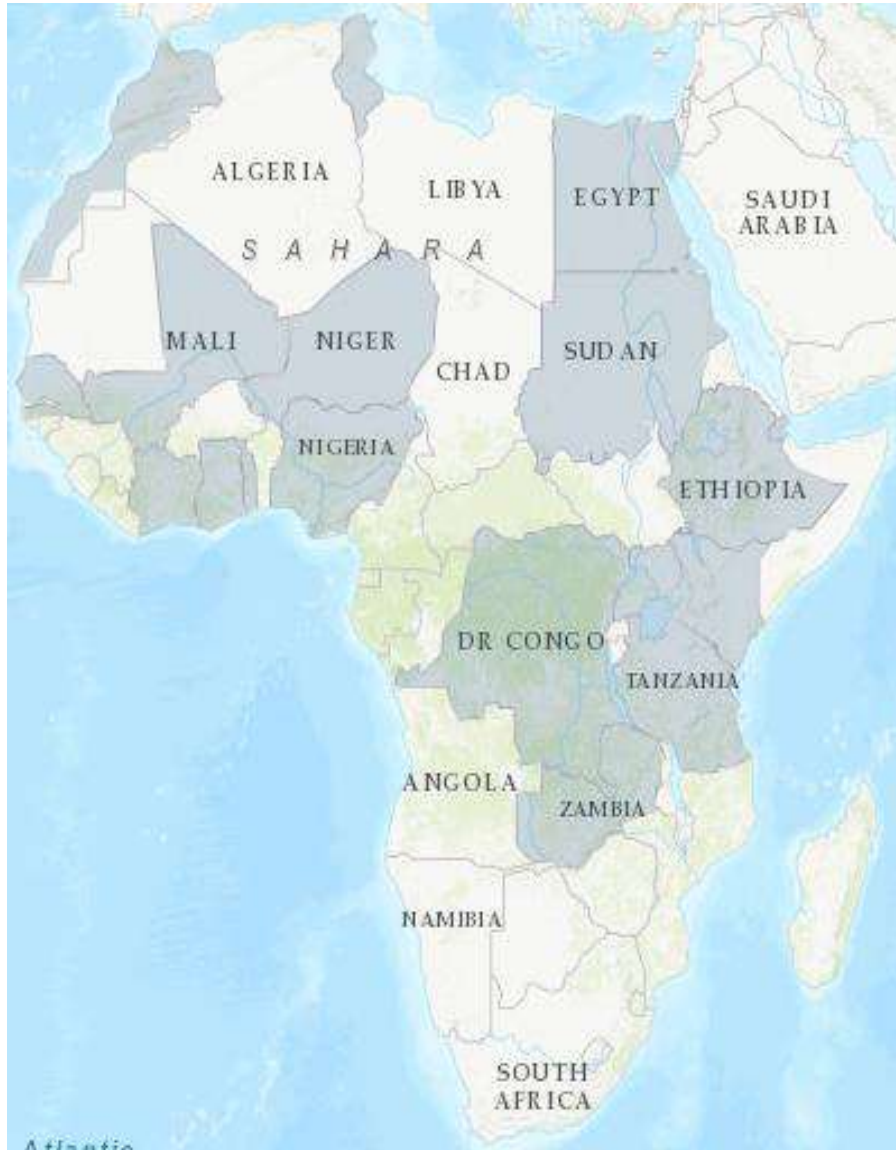 ALGERIA
LIBYA
EGYPT
SAUDI
ARABIA
SAHARA
MALI
NIGER
CHAD
SUDAN
NIGERIA
ETHIOPIA
DR CONGO
TANZANIA
ANGOLA
ZAMBIA
NAMIBIA
SOUTH
AFRICA
Atlantic